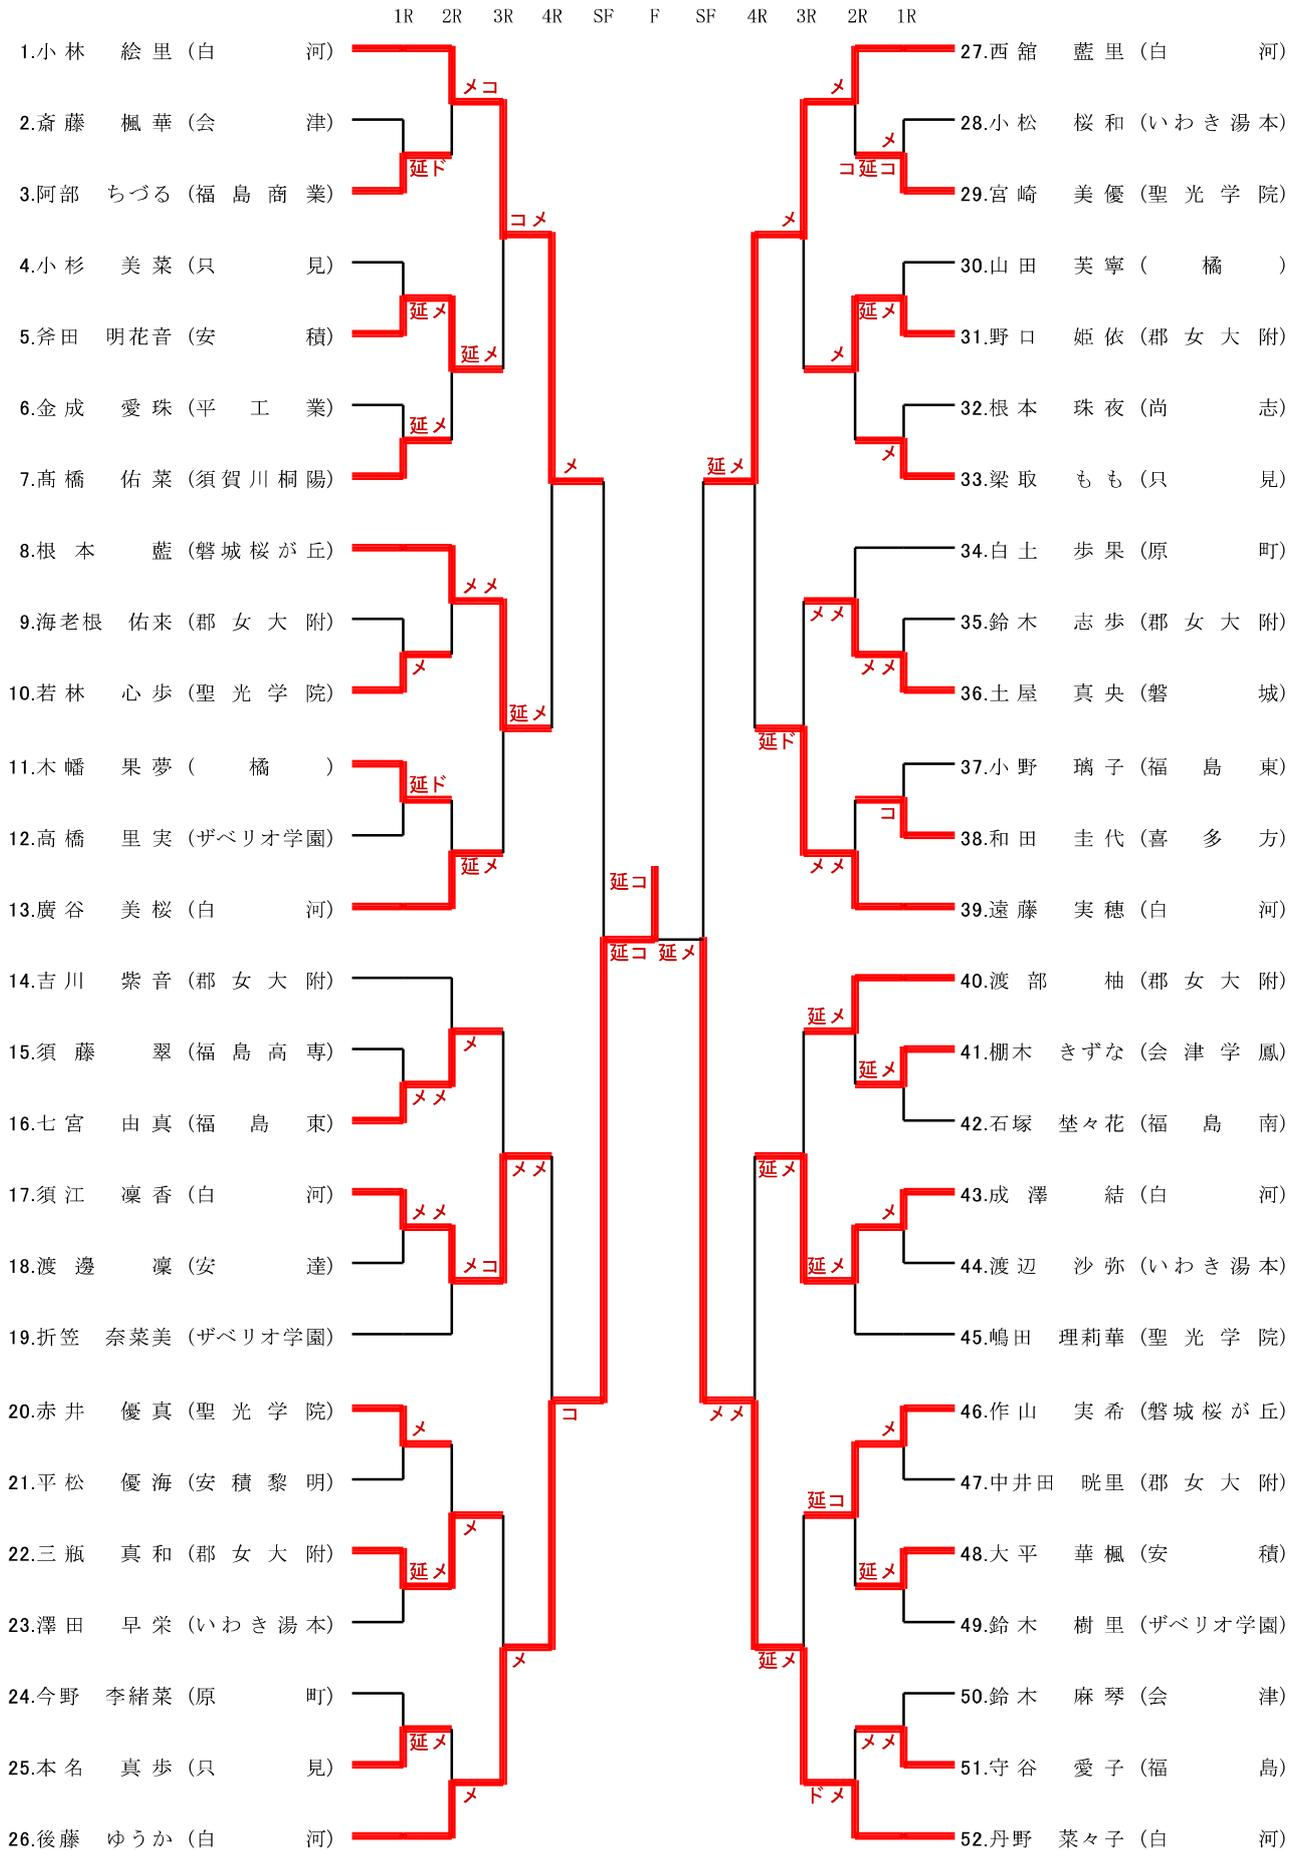 1R 2R 3R 4R SF F SF 4R 3R 2R 1R
1.小林 絵里 (白河) 27.西舘 藍里 (白河)
メコ メ
2.斎藤 楓華 (会津) 28.小松 桜和 (いわき湯本)
メ
延ド コ延コ
3.阿部 ちづる (福島商業) 29.宮崎 美優 (聖光学院)
コメ メ
4.小杉 美菜 (只見) 30.山田 芙寧 (橘)
延メ 延メ
5.斧田 明花音 (安積) 31.野口 姫依 (郡女大附)
延メ メ
6.金成 愛珠 (平工業) 32.根本 珠夜 (尚志)
延メ メ
メ 延メ
7.髙橋 佑菜 (須賀川桐陽) 33.梁取 もも (只見)
8.根本 藍 (磐城桜が丘) 34.白土 歩果 (原町)
メメ メメ
9.海老根 佑来 (郡女大附) 35.鈴木 志歩 (郡女大附)
メ メメ
10.若林 心歩 (聖光学院) 36.土屋 真央 (磐城)
延メ 延ド
11.木幡 果夢 (橘) 37.小野 璃子 (福島東)
延ド コ
12.高橋 里実 (ザベリオ学園) 38.和田 圭代 (喜多方)
延メ メメ
延コ
13.廣谷 美桜 (白河) 39.遠藤 実穂 (白河)
延コ 延メ
14.吉川 紫音 (郡女大附) 40.渡部 柚 (郡女大附)
メ 延メ
15.須藤 翠 (福島高専) 41.棚木 きずな (会津学鳳)
メメ 延メ
16.七宮 由真 (福島東) 42.石塚 埜々花 (福島南)
メメ 延メ
17.須江 凜香 (白河) 43.成澤 結 (白河)
メメ メ
18.渡邊 凜 (安達) 44.渡辺 沙弥 (いわき湯本)
メコ 延メ
19.折笠 奈菜美 (ザベリオ学園) 45.嶋田 理莉華 (聖光学院)
20.赤井 優真 (聖光学院) 46.作山 実希 (磐城桜が丘)
コ メメ
メ メ
21.平松 優海 (安積黎明) 47.中井田 晄里 (郡女大附)
メ 延コ
22.三瓶 真和 (郡女大附) 48.大平 華楓 (安積)
延メ 延メ
23.澤田 早栄 (いわき湯本) 49.鈴木 樹里 (ザベリオ学園)
メ 延メ
24.今野 李緒菜 (原町) 50.鈴木 麻琴 (会津)
延メ メメ
25.本名 真歩 (只見) 51.守谷 愛子 (福島)
メ ドメ
26.後藤 ゆうか (白河) 52.丹野 菜々子 (白河)